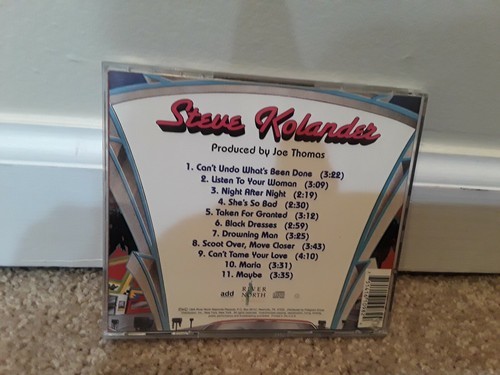 Steve Kolander
Produced by Joe Thomas
1. Can't Undo What's Been Done (3:22)
2. Listen To Your Woman (3:09)
3. Night After Night (2:19)
4. She's So Bad (2:30)
5. Taken For Granted (3:12)
6. Black Dresses (2:59)
7. Drowning Man (3:25)
8. Scoot Over, Move Closer (3:43)
9. Can't Tame Your Love (4:10)
10. Maria (3:31)
11. Maybe (3:35)
add
RIVER
NORTH